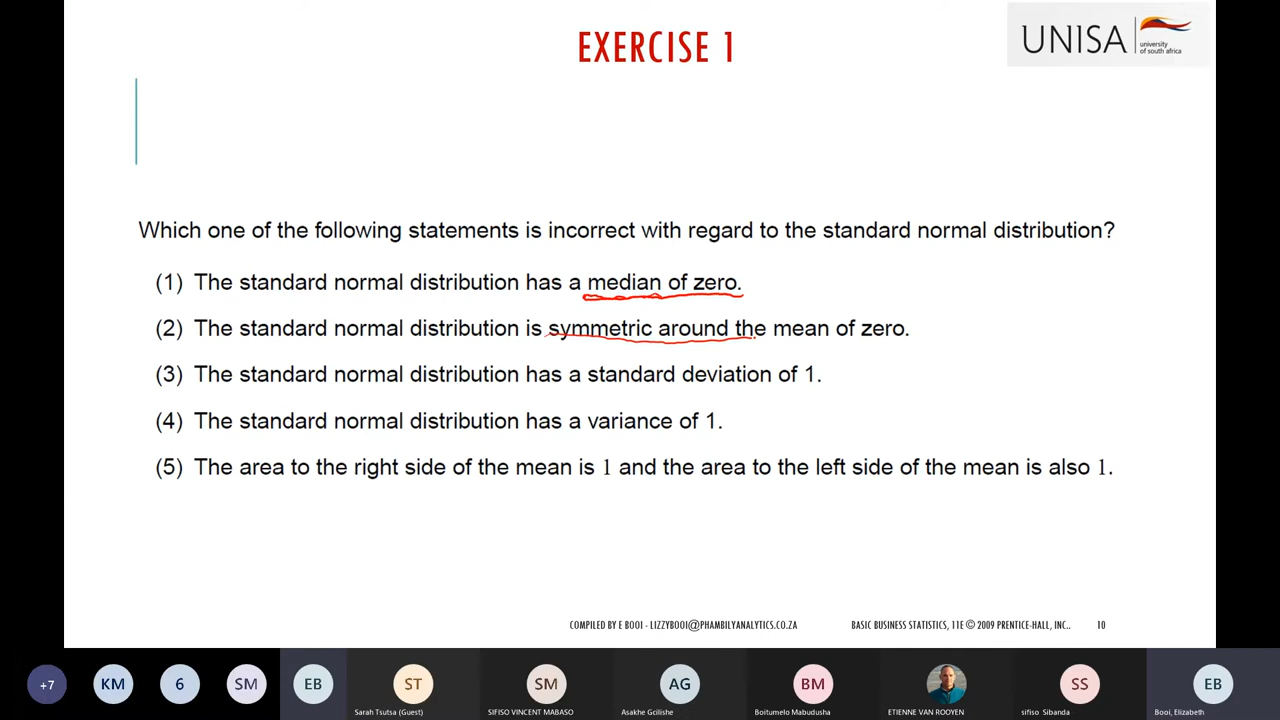 EXERCISE 1
UNISA
university
of south africa
Which one of the following statements is incorrect with regard to the standard normal distribution?
(1) The standard normal distribution has a median of zero.
(2) The standard normal distribution is symmetric around the mean of zero.
(3) The standard normal distribution has a standard deviation of 1.
(4) The standard normal distribution has a variance of 1.
(5) The area to the right side of the mean is 1 and the area to the left side of the mean is also 1.
COMPILED BY E BOOI - LIZZYBOOI@PHAMBILYANALYTICS.CO.ZA BASIC BUSINESS STATISTICS, 11E © 2009 PRENTICE-HALL, INC.. 10
+7 KM 6 SM EB ST SM AG BM SS EB
Sarah Tsutsa (Guest) SIFISO VINCENT MABASO Asakhe Gcilishe Boitumelo Mabudusha ETIENNE VAN ROOYEN sifiso Sibanda Booi, Elizabeth